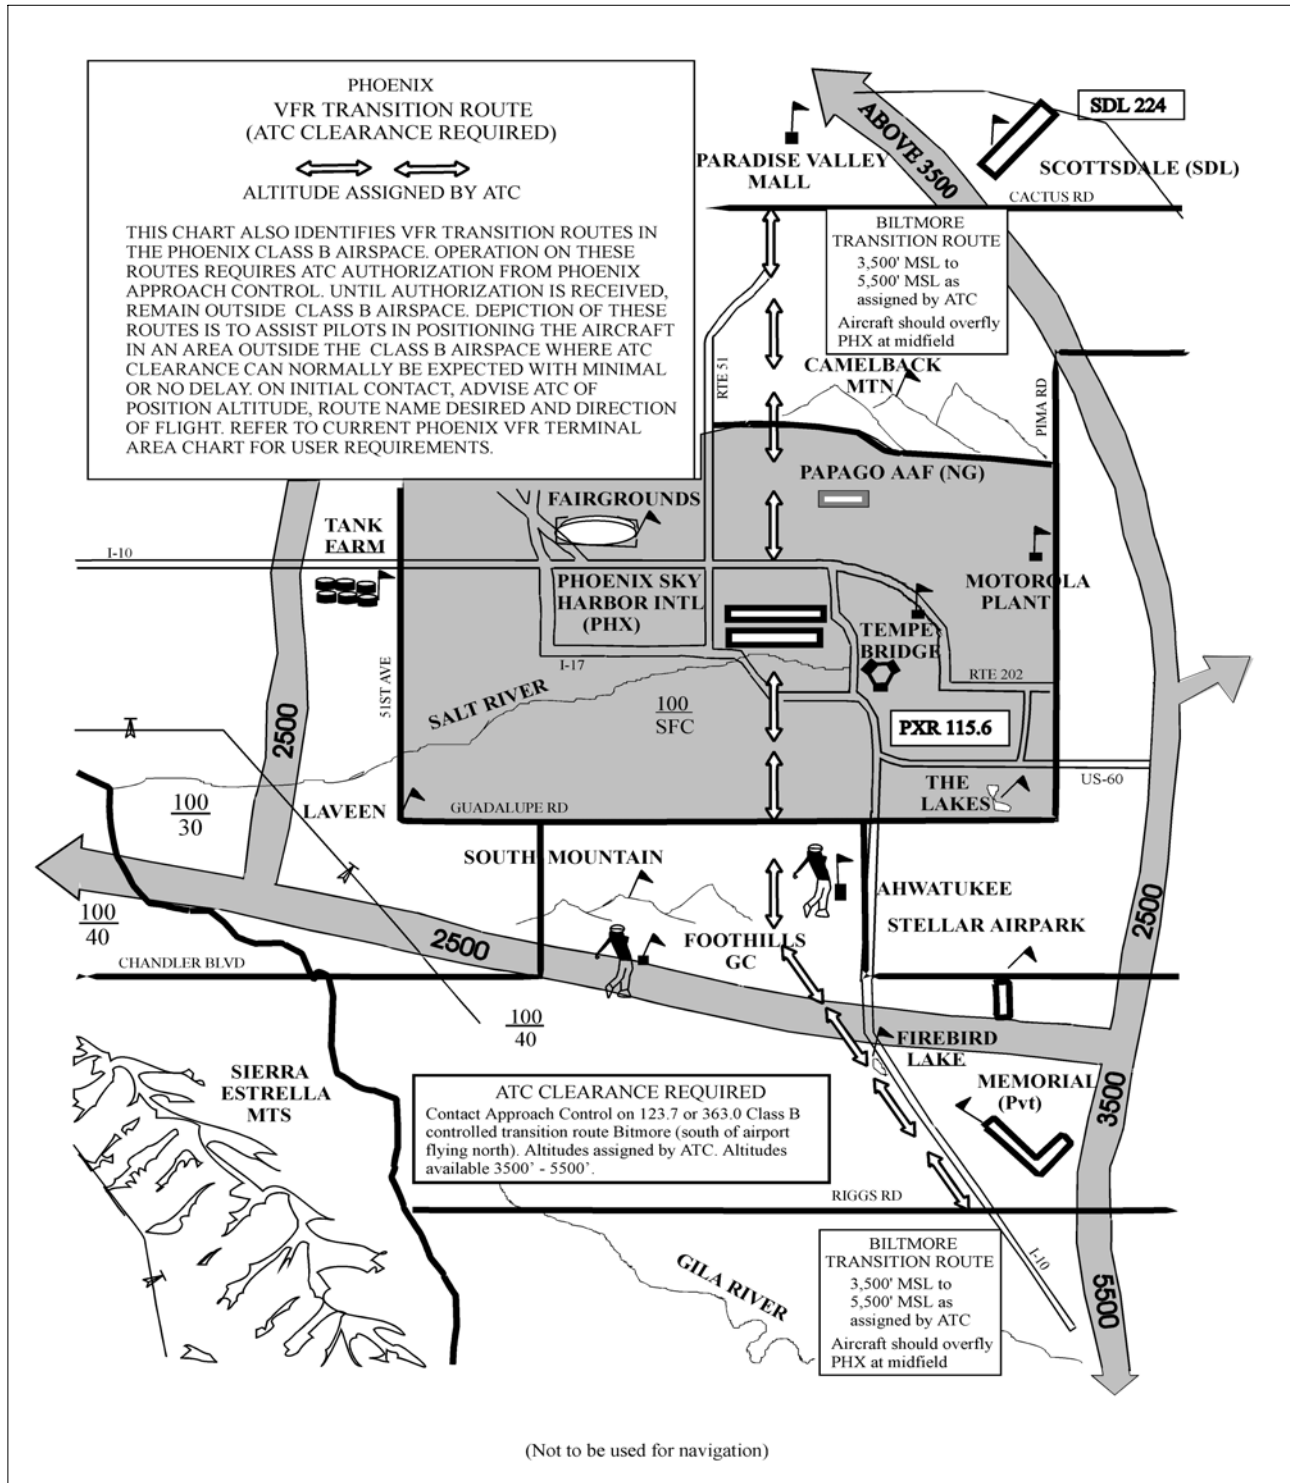 PHOENIX
VFR TRANSITION ROUTE
(ATC CLEARANCE REQUIRED)
ALTITUDE ASSIGNED BY ATC
THIS CHART ALSO IDENTIFIES VFR TRANSITION ROUTES IN
THE PHOENIX CLASS B AIRSPACE. OPERATION ON THESE
ROUTES REQUIRES ATC AUTHORIZATION FROM PHOENIX
APPROACH CONTROL. UNTIL AUTHORIZATION IS RECEIVED,
REMAIN OUTSIDE CLASS B AIRSPACE. DEPICTION OF THESE
ROUTES IS TO ASSIST PILOTS IN POSITIONING THE AIRCRAFT
IN AN AREA OUTSIDE THE CLASS B AIRSPACE WHERE ATC
CLEARANCE CAN NORMALLY BE EXPECTED WITH MINIMAL
OR NO DELAY. ON INITIAL CONTACT, ADVISE ATC OF
POSITION ALTITUDE, ROUTE NAME DESIRED AND DIRECTION
OF FLIGHT. REFER TO CURRENT PHOENIX VFR TERMINAL
AREA CHART FOR USER REQUIREMENTS.
SDL 224
ABOVE 3500
PARADISE VALLEY
MALL
SCOTTSDALE (SDL)
CACTUS RD
BILTMORE
TRANSITION ROUTE
3,500' MSL to
5,500' MSL as
assigned by ATC
Aircraft should overfly
PHX at midfield
RTE 51
CAMELBACK
MTN
PIMA RD
PAPAGO AAF (NG)
FAIRGROUNDS
TANK
FARM
I-10
PHOENIX SKY
HARBOR INTL
(PHX)
MOTOROLA
PLANT
TEMPE
BRIDGE
I-17
RTE 202
51ST AVE
SALT RIVER
100
SFC
PXR 115.6
2500
US-60
THE
LAKES
100
30
LAVEEN
GUADALUPE RD
SOUTH MOUNTAIN
AHWATUKEE
STELLAR AIRPARK
100
40
2500
2500
FOOTHILLS
GC
CHANDLER BLVD
100
40
FIREBIRD
LAKE
SIERRA
ESTRELLA
MTS
MEMORIAL
(Pvt)
3500
ATC CLEARANCE REQUIRED
Contact Approach Control on 123.7 or 363.0 Class B
controlled transition route Bitmore (south of airport
flying north). Altitudes assigned by ATC. Altitudes
available 3500' - 5500'.
RIGGS RD
BILTMORE
TRANSITION ROUTE
3,500' MSL to
5,500' MSL as
assigned by ATC
Aircraft should overfly
PHX at midfield
I-10
GILA RIVER
5500
(Not to be used for navigation)